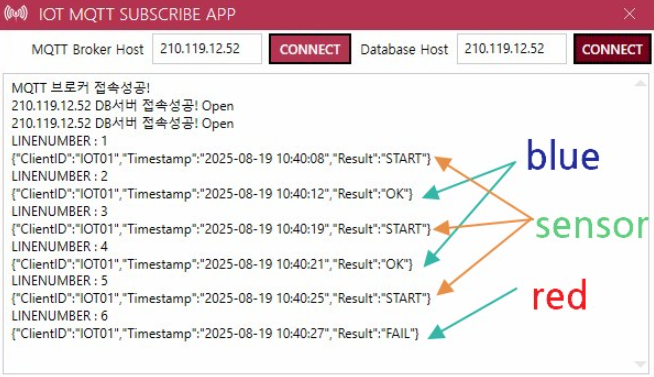 IOT MQTT SUBSCRIBE APP
MQTT Broker Host 210.119.12.52 CONNECT Database Host 210.119.12.52 CONNECT
MQTT 브로커 접속성공!
210.119.12.52 DB서버 접속성공! Open
210.119.12.52 DB서버 접속성공! Open
LINENUMBER : 1
{"ClientID":"IOT01","Timestamp":"2025-08-19 10:40:08","Result":"START"}
LINENUMBER : 2
{"ClientID":"IOT01","Timestamp":"2025-08-19 10:40:12","Result":"OK"}
LINENUMBER : 3
{"ClientID":"IOT01","Timestamp":"2025-08-19 10:40:19","Result":"START"}
LINENUMBER : 4
{"ClientID":"IOT01","Timestamp":"2025-08-19 10:40:21","Result":"OK"}
LINENUMBER : 5
{"ClientID":"IOT01","Timestamp":"2025-08-19 10:40:25","Result":"START"}
LINENUMBER : 6
{"ClientID":"IOT01","Timestamp":"2025-08-19 10:40:27","Result":"FAIL"}
blue
sensor
red